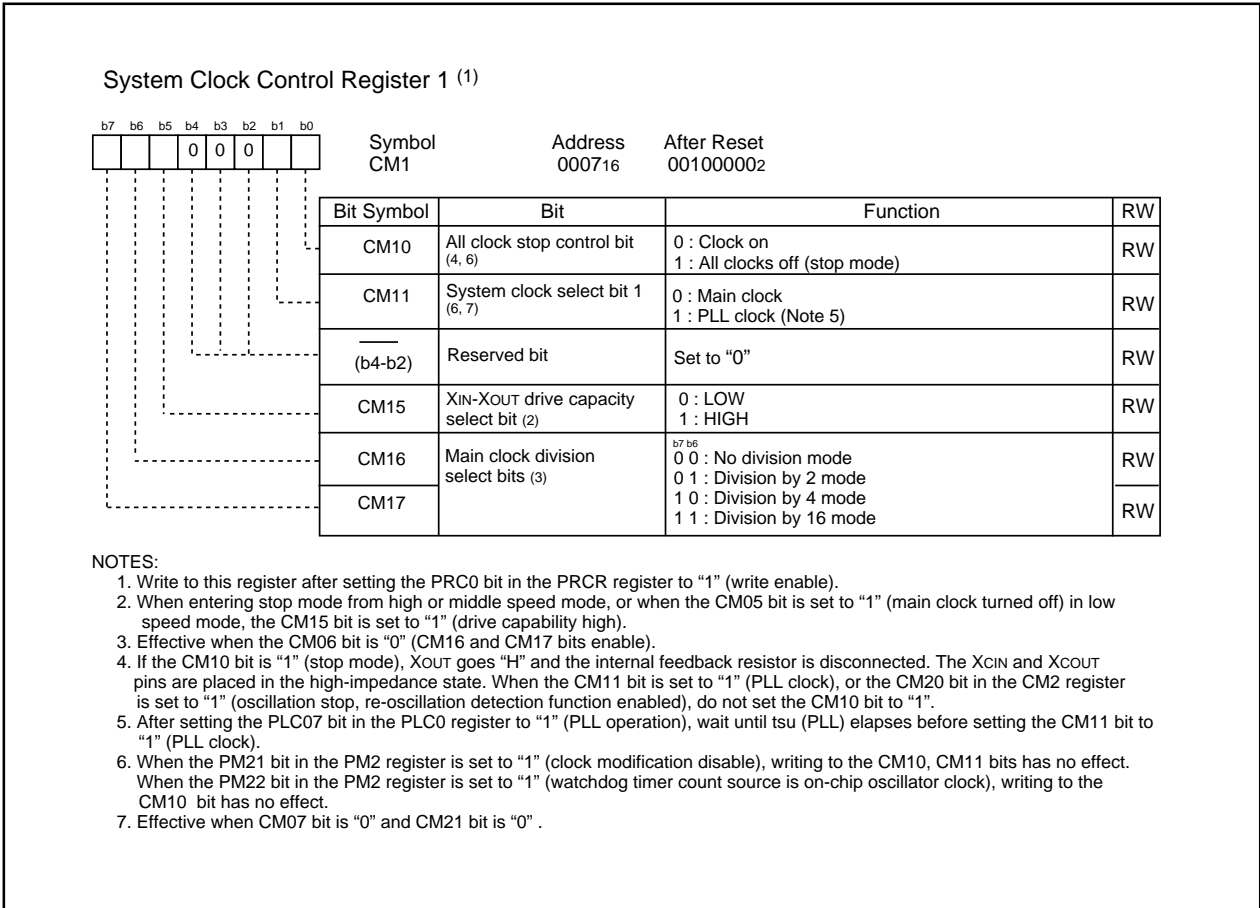 System Clock Control Register 1 (1)
b7 b6 b5 b4 b3 b2 b1 b0
0 0 0
Symbol Address After Reset
CM1 000716 001000002
Bit Symbol Bit Function RW
CM10 All clock stop control bit (4, 6) 0 : Clock on RW
1 : All clocks off (stop mode)
CM11 System clock select bit 1 (6, 7) 0 : Main clock RW
1 : PLL clock (Note 5)
(b4-b2) Reserved bit Set to “0” RW
CM15 XIN-XOUT drive capacity select bit (2) 0 : LOW RW
1 : HIGH
CM16 Main clock division select bits (3) b7 b6 RW
0 0 : No division mode
0 1 : Division by 2 mode
CM17 1 0 : Division by 4 mode RW
1 1 : Division by 16 mode
NOTES:
1. Write to this register after setting the PRC0 bit in the PRCR register to “1” (write enable).
2. When entering stop mode from high or middle speed mode, or when the CM05 bit is set to “1” (main clock turned off) in low
speed mode, the CM15 bit is set to “1” (drive capability high).
3. Effective when the CM06 bit is “0” (CM16 and CM17 bits enable).
4. If the CM10 bit is “1” (stop mode), XOUT goes “H” and the internal feedback resistor is disconnected. The XCIN and XCOUT
pins are placed in the high-impedance state. When the CM11 bit is set to “1” (PLL clock), or the CM20 bit in the CM2 register
is set to “1” (oscillation stop, re-oscillation detection function enabled), do not set the CM10 bit to “1”.
5. After setting the PLC07 bit in the PLC0 register to “1” (PLL operation), wait until tsu (PLL) elapses before setting the CM11 bit to
“1” (PLL clock).
6. When the PM21 bit in the PM2 register is set to “1” (clock modification disable), writing to the CM10, CM11 bits has no effect.
When the PM22 bit in the PM2 register is set to “1” (watchdog timer count source is on-chip oscillator clock), writing to the
CM10 bit has no effect.
7. Effective when CM07 bit is “0” and CM21 bit is “0” .